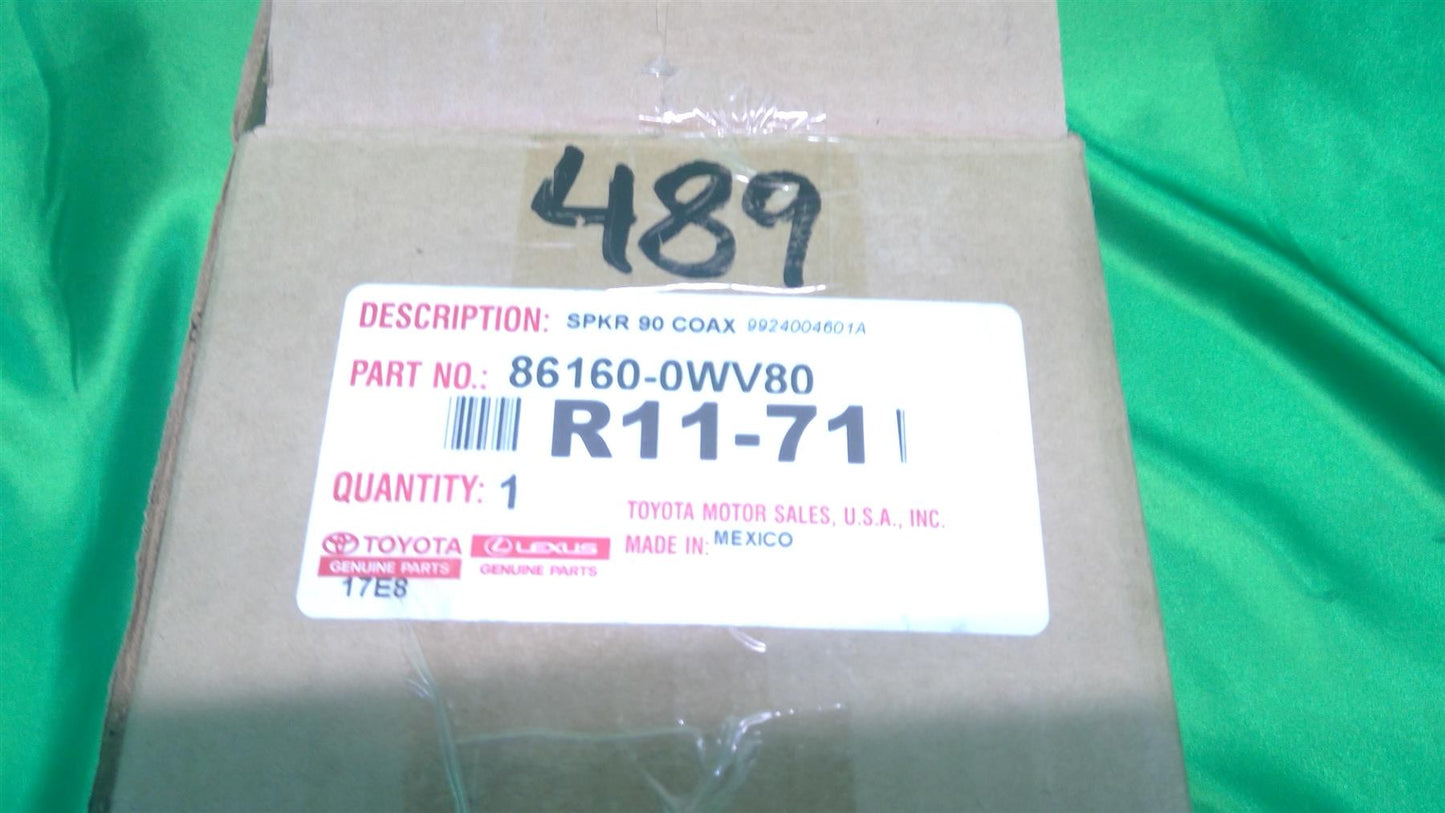 489
DESCRIPTION: SPKR 90 COAX 9924004601A
PART NO.: 86160-0WV80
R11-71
QUANTITY: 1
TOYOTA MOTOR SALES, U.S.A., INC.
MADE IN: MEXICO
TOYOTA
GENUINE PARTS
LEXUS
GENUINE PARTS
17E8